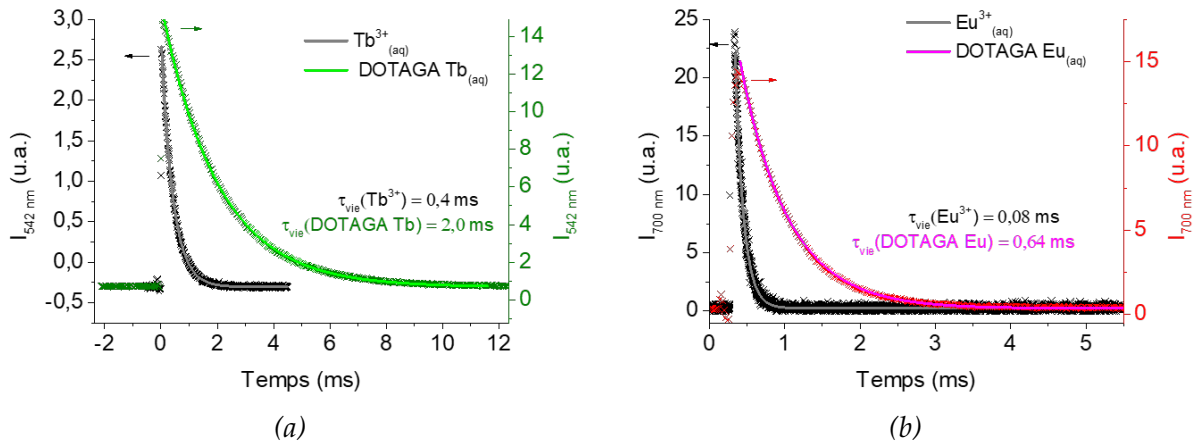 3,0
2,5
2,0
1,5
1,0
0,5
0,0
-0,5
I542 nm (u.a.)
Tb3+(aq)
DOTAGA Tb(aq)
τvie(Tb3+) = 0,4 ms
τvie(DOTAGA Tb) = 2,0 ms
14
12
10
8
6
4
2
0
I542 nm (u.a.)
-2 0 2 4 6 8 10 12
Temps (ms)
(a)
25
20
15
10
5
0
I700 nm (u.a.)
Eu3+(aq)
DOTAGA Eu(aq)
τvie(Eu3+) = 0,08 ms
τvie(DOTAGA Eu) = 0,64 ms
15
10
5
0
I700 nm (u.a.)
0 1 2 3 4 5
Temps (ms)
(b)